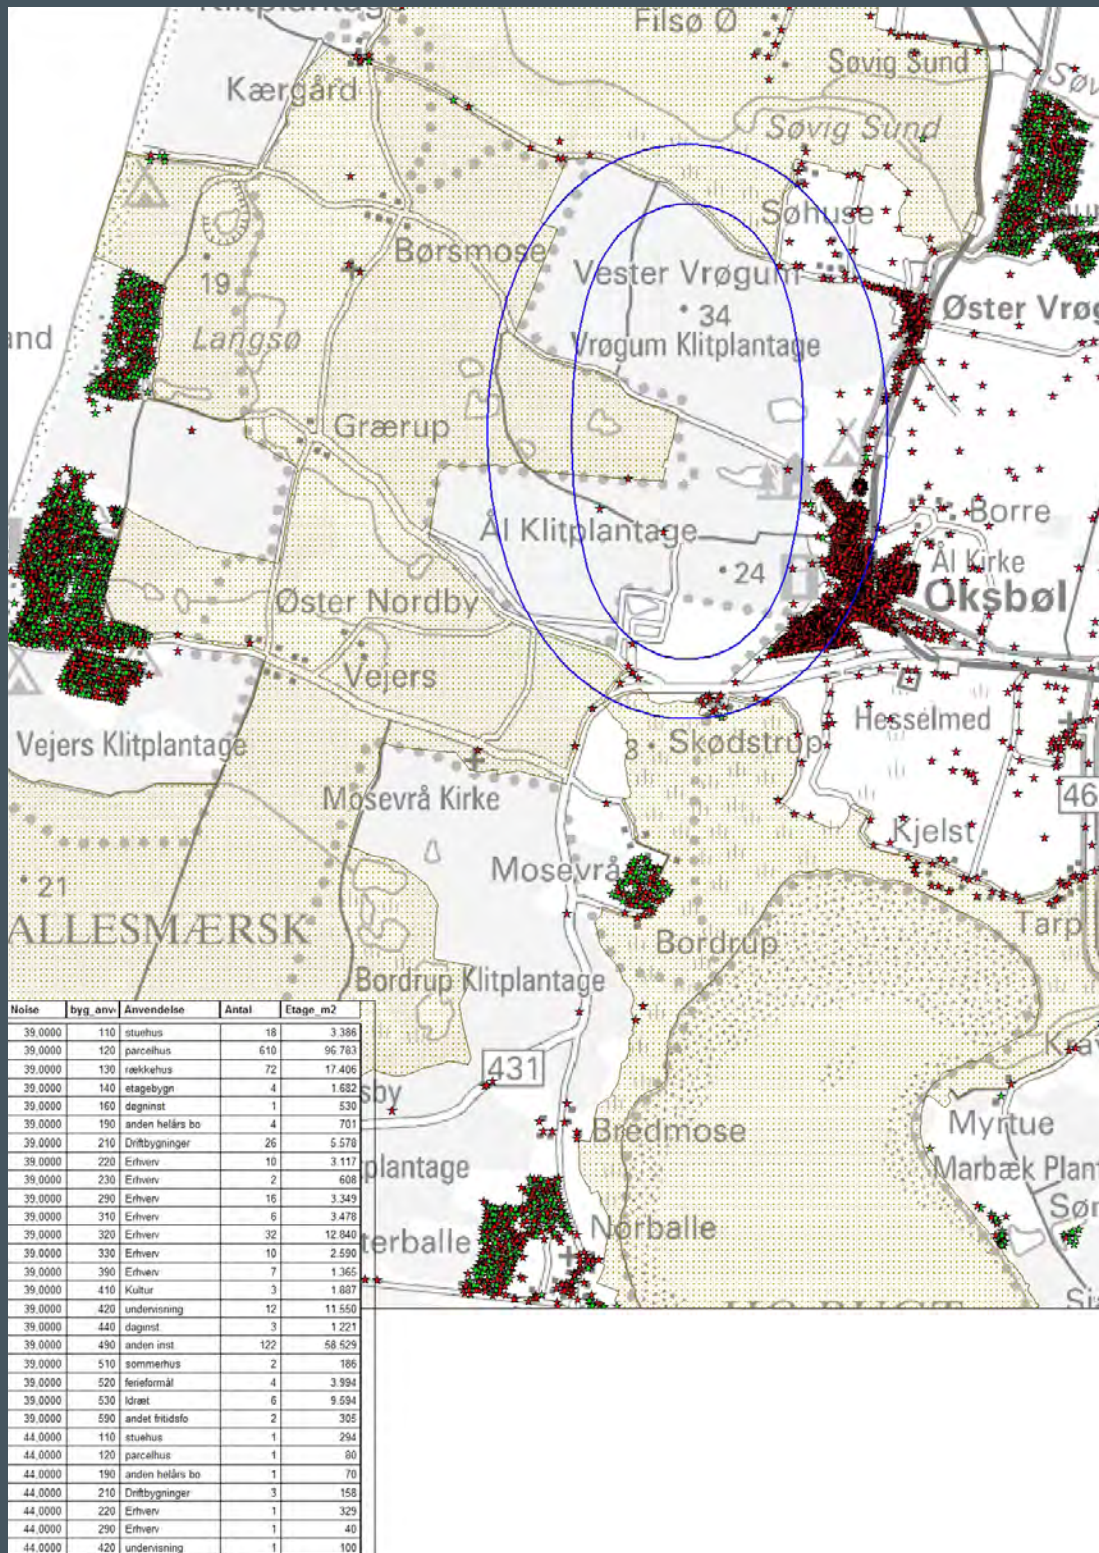 Klitplantage
Filsø Ø
Søvig Sund
Kærgård
Søvig Sund
Søhuse
Børsmose
Vester Vrøgum
19
34
Øster Vrøg
and
Langsø
Vrøgum Klitplantage
Grærup
Ål Klitplantage
Borre
Ål Kirke
24
Oksbøl
Øster Nordby
Vejers
Hesselmed
Vejers Klitplantage
3
Skødstrup
46
Mosevrå Kirke
Kjelst
Mosevrå
21
ALLESMÆRSK
Tarp
Bordrup
Bordrup Klitplantage
431
sby
Bredmose
Myrtue
plantage
Marbæk Plant
Norballe
terballe
Noise byg_anv Anvendelse Antal Etage_m2
39,0000 110 stuehus 18 3.386
39,0000 120 parcelhus 610 96.783
39,0000 130 rækkehus 72 17.406
39,0000 140 etagebygn 4 1.682
39,0000 160 døgninst 1 530
39,0000 190 anden helårs bo 4 701
39,0000 210 Driftbygninger 26 5.578
39,0000 220 Erhverv 10 3.117
39,0000 230 Erhverv 2 608
39,0000 290 Erhverv 16 3.349
39,0000 310 Erhverv 6 3.478
39,0000 320 Erhverv 32 12.840
39,0000 330 Erhverv 10 2.590
39,0000 390 Erhverv 7 1.365
39,0000 410 Kultur 3 1.887
39,0000 420 undervisning 12 11.550
39,0000 440 daginst. 3 1.221
39,0000 490 anden inst. 122 58.529
39,0000 510 sommerhus 2 186
39,0000 520 ferieformål 4 3.994
39,0000 530 Idræt 6 9.594
39,0000 590 andet fritidsfo 2 305
44,0000 110 stuehus 1 294
44,0000 120 parcelhus 1 80
44,0000 190 anden helårs bo 1 70
44,0000 210 Driftbygninger 3 158
44,0000 220 Erhverv 1 329
44,0000 290 Erhverv 1 40
44,0000 420 undervisning 1 100